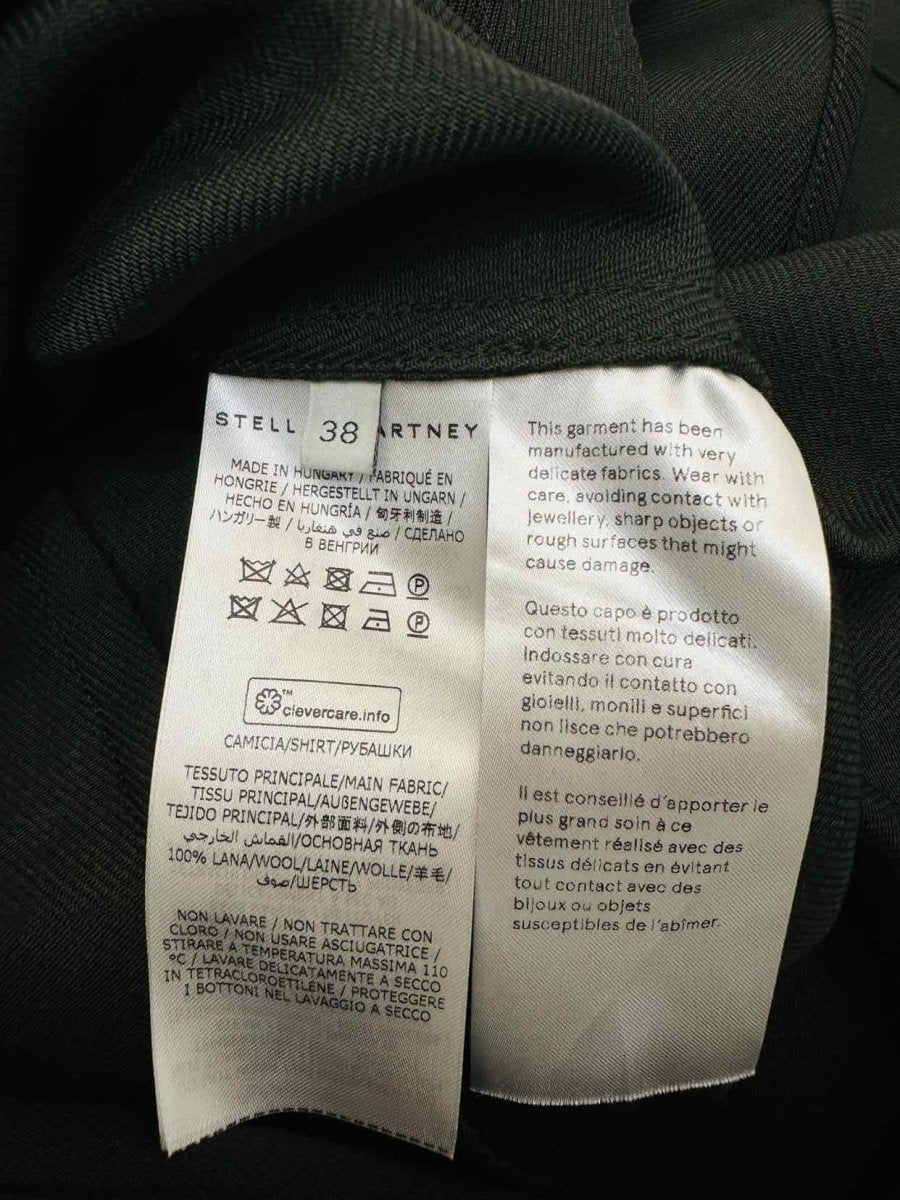 STELL
38
ARTNEY
MADE IN HUNGARY / FABRIQUÉ EN
HONGRIE / HERGESTELLT IN UNGARN /
HECHO EN HUNGRÍA / 匈牙利制造 /
ハンガリー製 / صنع في هنغاريا / СДЕЛАНО
В ВЕНГРИИ
P
P
TM
clevercare.info
CAMICIA/SHIRT/РУБАШКИ
TESSUTO PRINCIPALE/MAIN FABRIC/
TISSU PRINCIPAL/AUßENGEWEBE/
TEJIDO PRINCIPAL/外部面料/外側の布地/
القماش الخارجي/ОСНОВНАЯ ТКАНЬ
100% LANA/WOOL/LAINE/WOLLE/羊毛/
صوف/ШЕРСТЬ
NON LAVARE / NON TRATTARE CON
CLORO / NON USARE ASCIUGATRICE /
STIRARE A TEMPERATURA MASSIMA 110
°C / LAVARE DELICATAMENTE A SECCO
IN TETRACLOROETILENE / PROTEGGERE
I BOTTONI NEL LAVAGGIO A SECCO
This garment has been
manufactured with very
delicate fabrics. Wear with
care, avoiding contact with
jewellery, sharp objects or
rough surfaces that might
cause damage.
Questo capo è prodotto
con tessuti molto delicati.
Indossare con cura
evitando il contatto con
gioielli, monili e superfici
non lisce che potrebbero
danneggiarlo.
Il est conseillé d'apporter le
plus grand soin à ce
vêtement réalisé avec des
tissus délicats en évitant
tout contact avec des
bijoux ou objets
susceptibles de l'abîmer.